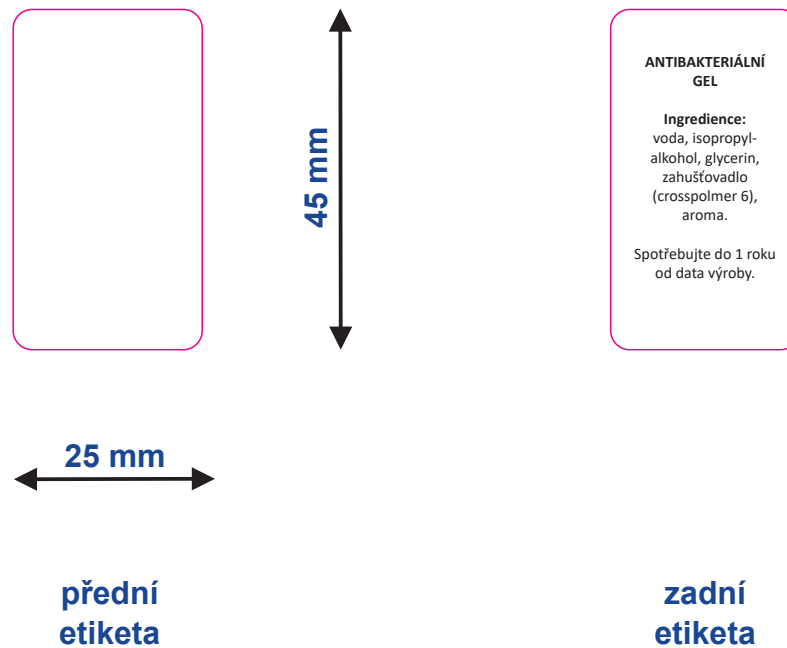 45 mm
ANTIBAKTERIÁLNÍ
GEL
Ingredience:
voda, isopropyl-
alkohol, glycerin,
zahušťovadlo
(crosspolmer 6),
aroma.
Spotřebujte do 1 roku
od data výroby.
25 mm
přední
etiketa
zadní
etiketa